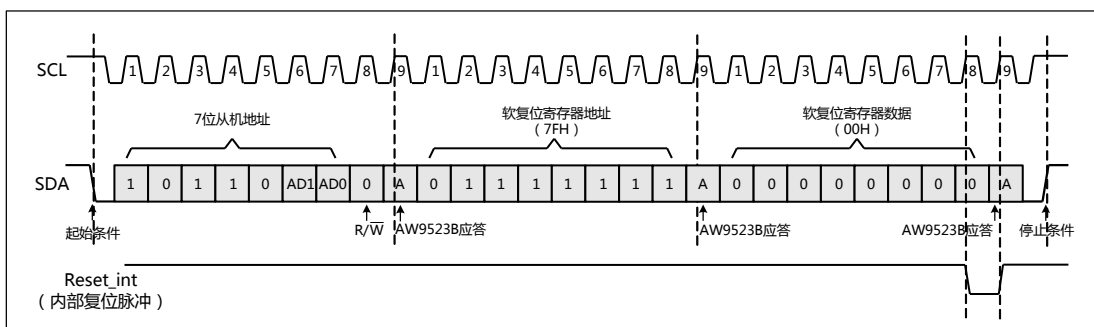 SCL 1 2 3 4 5 6 7 8 9 1 2 3 4 5 6 7 8 9 1 2 3 4 5 6 7 8 9
7位从机地址
软复位寄存器地址
（7FH）
软复位寄存器数据
（00H）
SDA 1 0 1 1 0 AD1 AD0 0 A 0 1 1 1 1 1 1 1 A 0 0 0 0 0 0 0 0 A
起始条件 R/W̅ AW9523B应答 AW9523B应答 AW9523B应答 停止条件
Reset_int
（内部复位脉冲）